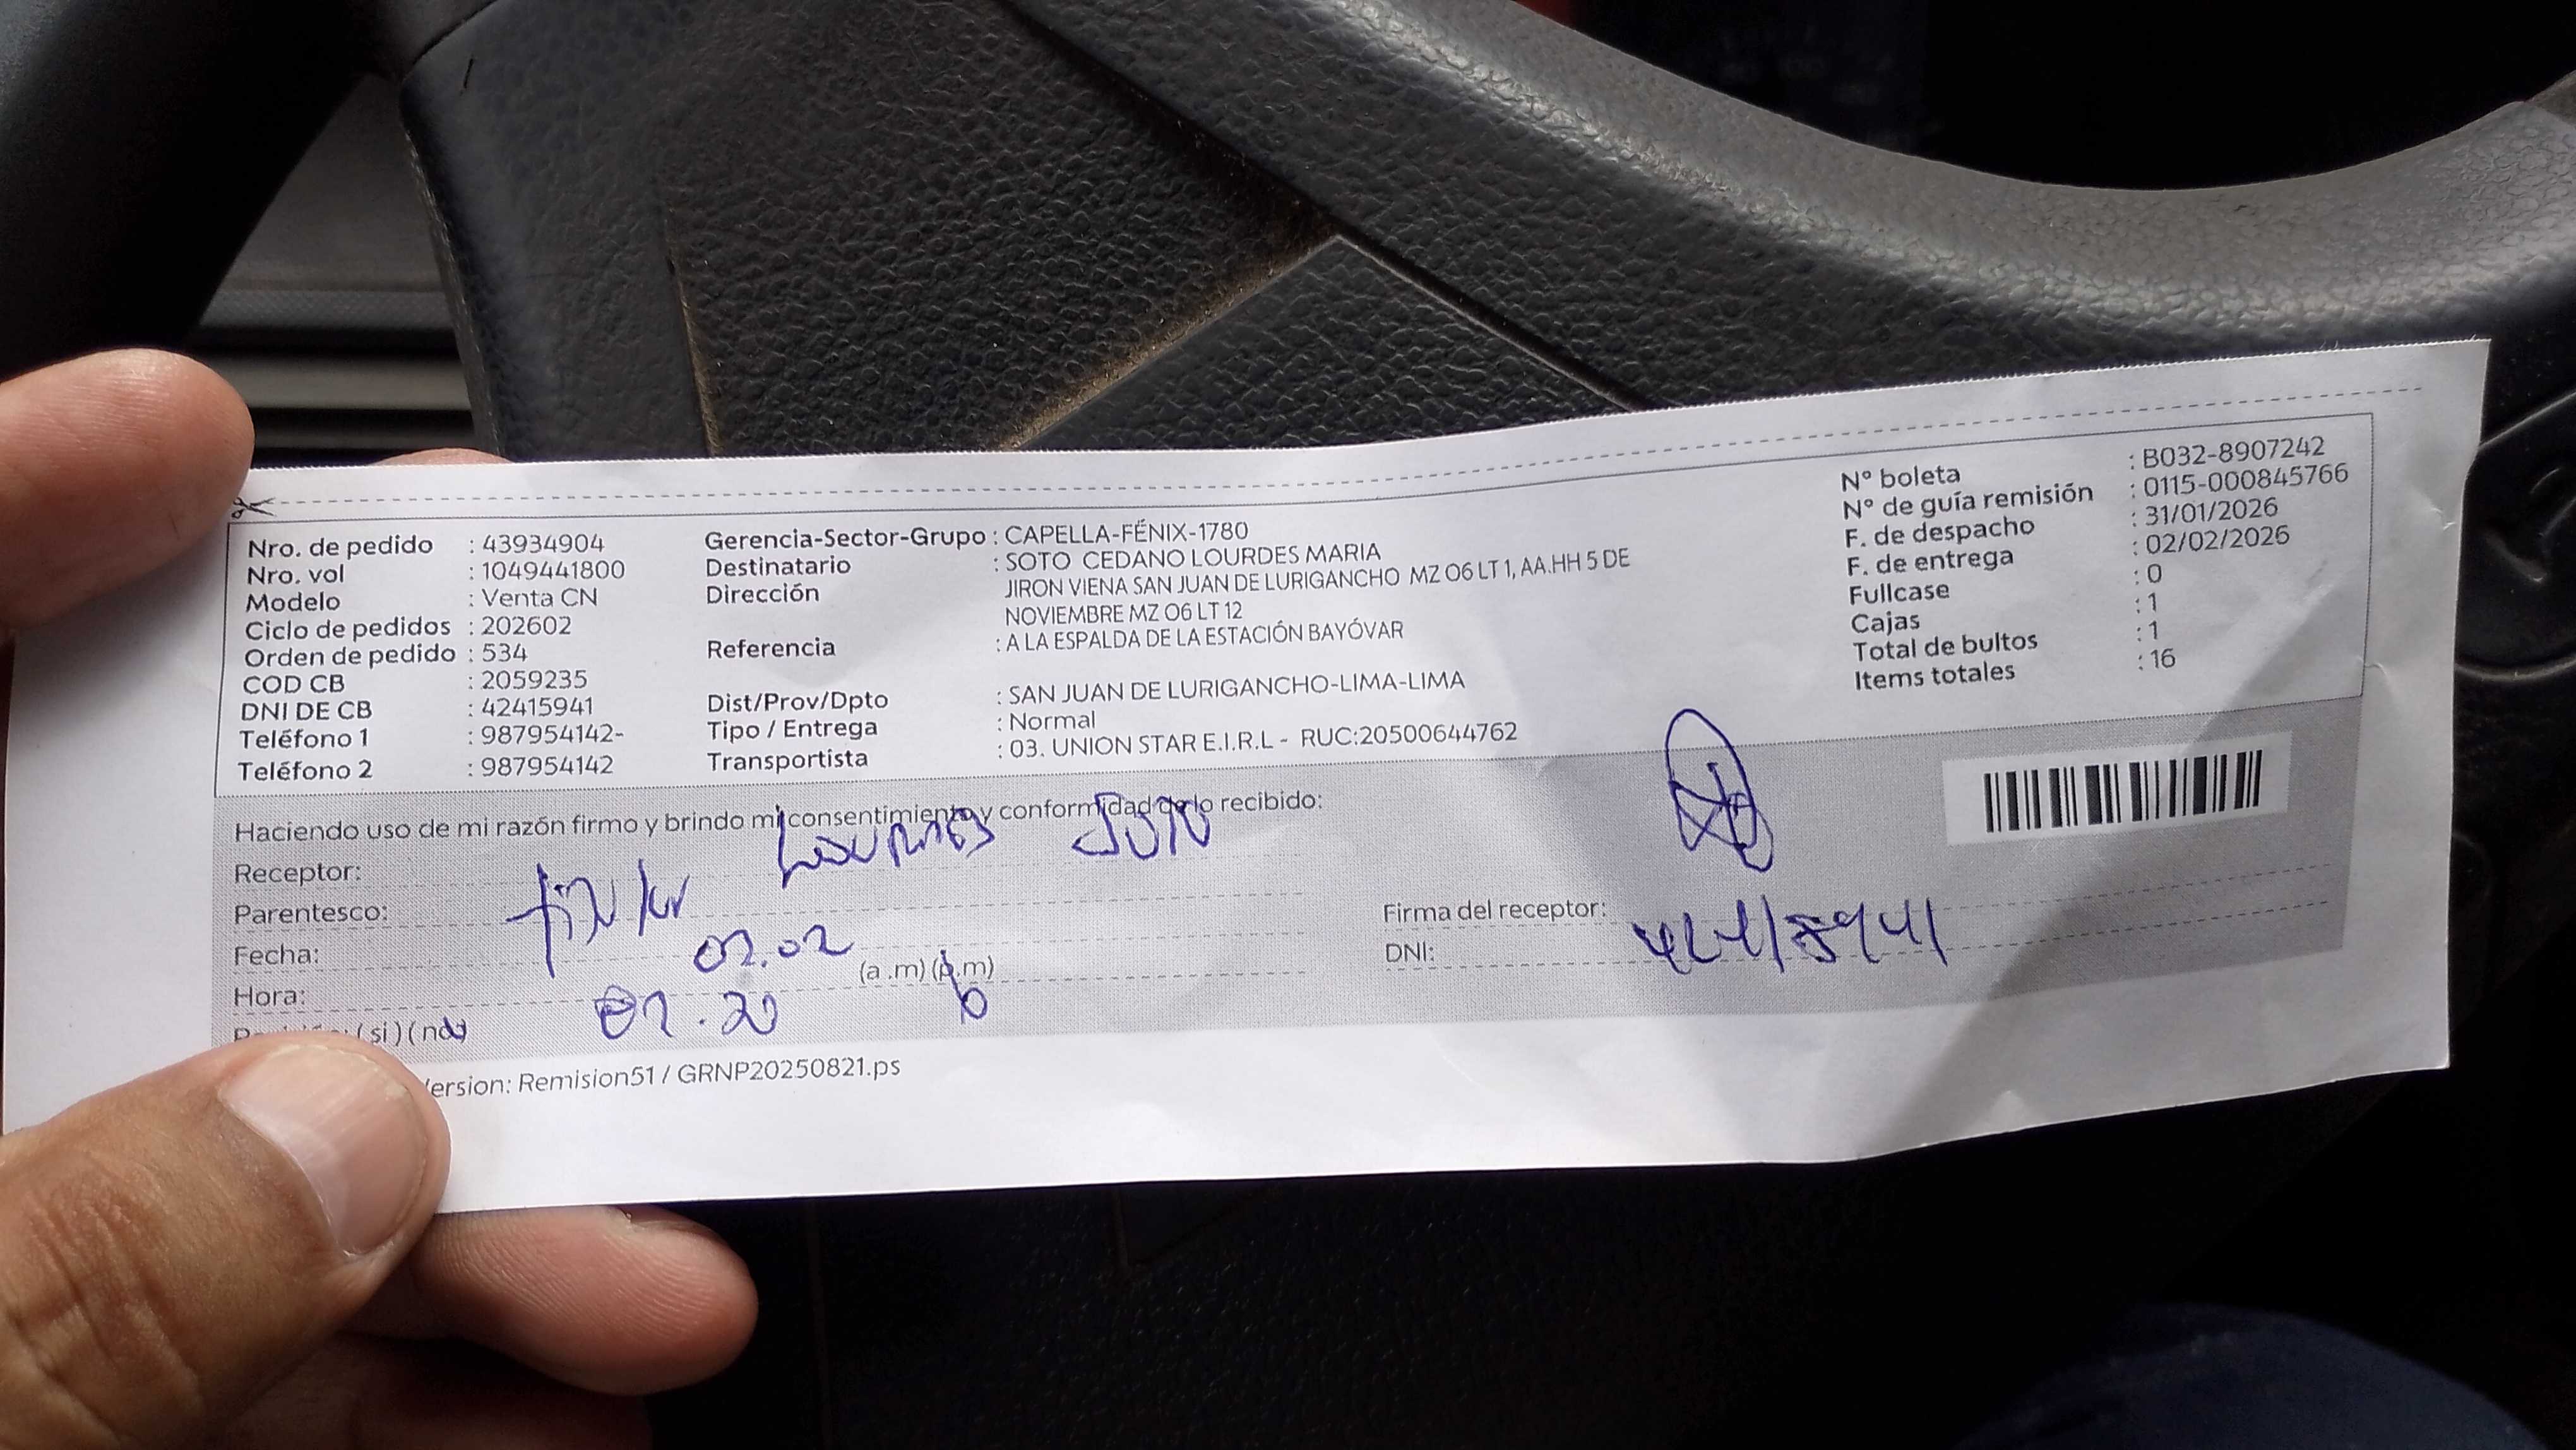 Nro. de pedido : 43934904
Nro. vol : 1049441800
Modelo : Venta CN
Ciclo de pedidos : 202602
Orden de pedido : 534
COD CB : 2059235
DNI DE CB : 42415941
Teléfono 1 : 987954142-
Teléfono 2 : 987954142
Gerencia-Sector-Grupo : CAPELLA-FÉNIX-1780
Destinatario : SOTO CEDANO LOURDES MARIA
Dirección JIRON VIENA SAN JUAN DE LURIGANCHO MZ O6 LT 1, AA.HH 5 DE
NOVIEMBRE MZ O6 LT 12
Referencia : A LA ESPALDA DE LA ESTACIÓN BAYÓVAR
Dist/Prov/Dpto : SAN JUAN DE LURIGANCHO-LIMA-LIMA
Tipo / Entrega : Normal
Transportista : 03. UNION STAR E.I.R.L - RUC:20500644762
N° boleta : B032-8907242
N° de guía remisión : 0115-000845766
F. de despacho : 31/01/2026
F. de entrega : 02/02/2026
Fullcase : 0
Cajas : 1
Total de bultos : 1
Items totales : 16
Haciendo uso de mi razón firmo y brindo mi consentimiento y conformidad de lo recibido:
Receptor: Lourdes Soto
Parentesco: titular
Fecha: 02.02
Hora: 01.20 (a .m) (p.m)
(si) (no)
Firma del receptor:
DNI: 42415941
Version: Remision51 / GRNP20250821.ps